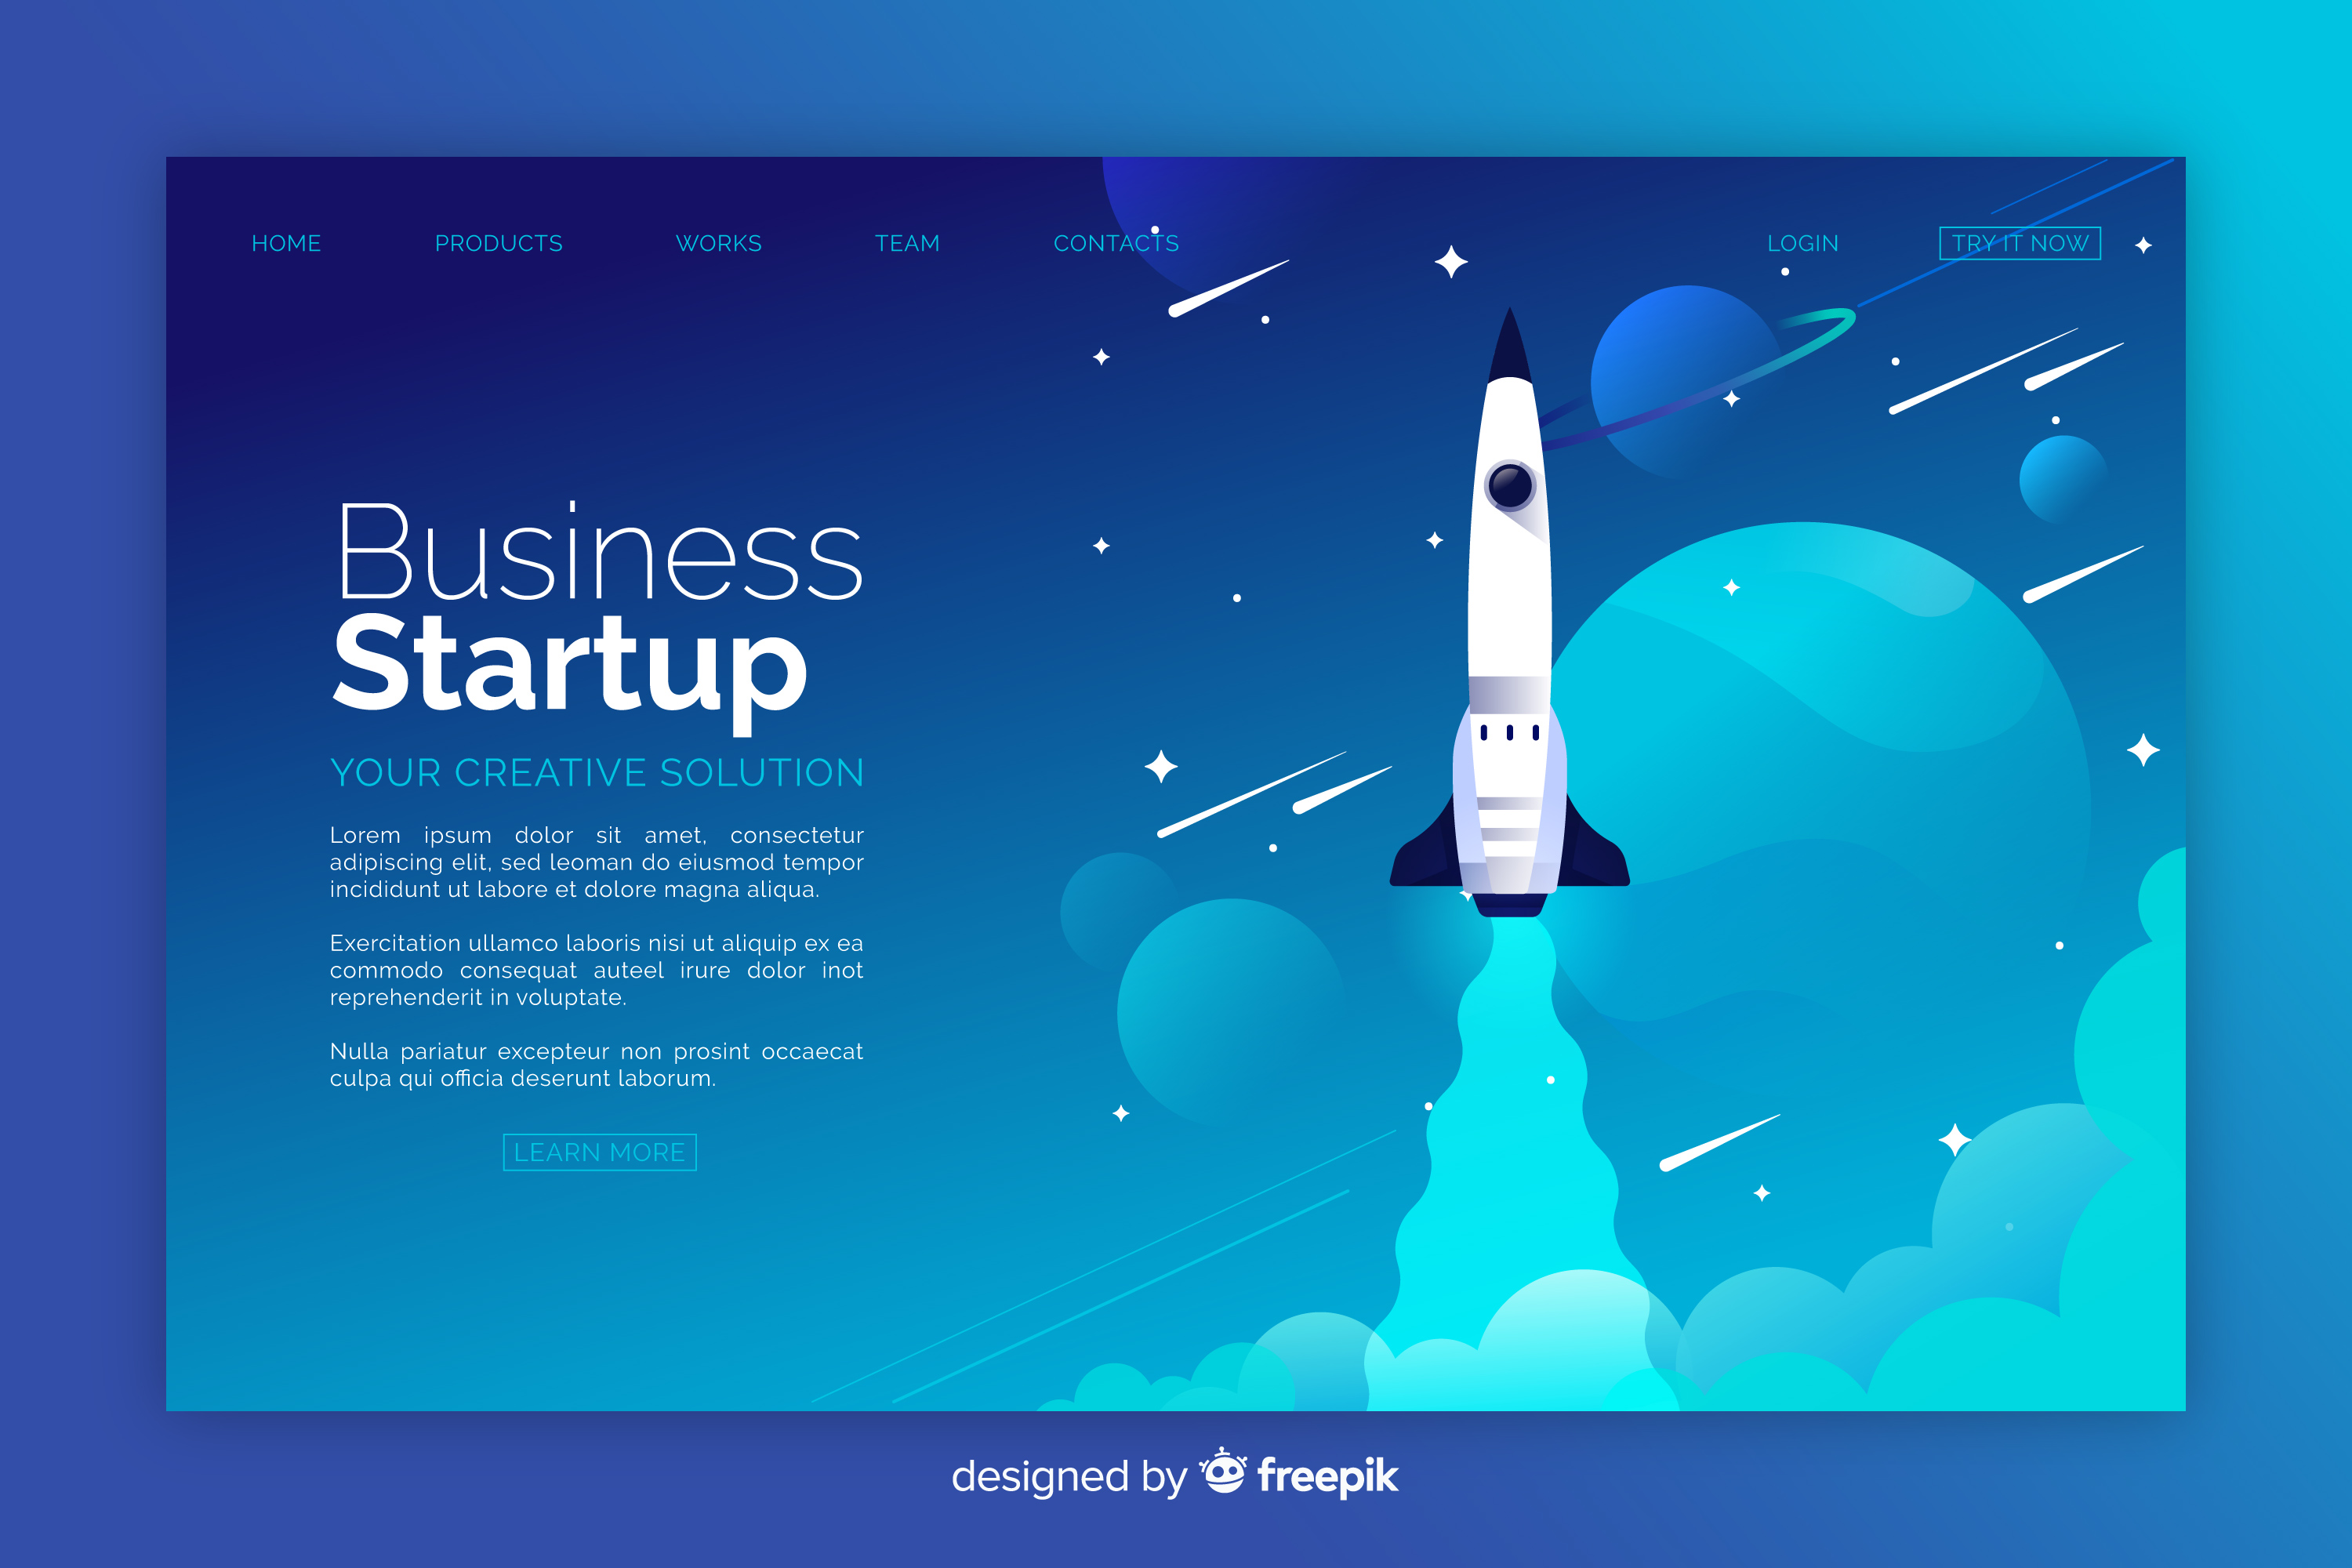 HOME PRODUCTS WORKS TEAM CONTACTS LOGIN TRY IT NOW
Business
Startup
YOUR CREATIVE SOLUTION
Lorem ipsum dolor sit amet, consectetur
adipiscing elit, sed leoman do eiusmod tempor
incididunt ut labore et dolore magna aliqua.
Exercitation ullamco laboris nisi ut aliquip ex ea
commodo consequat auteel irure dolor inot
reprehenderit in voluptate.
Nulla pariatur excepteur non prosint occaecat
culpa qui officia deserunt laborum.
LEARN MORE
designed by freepik